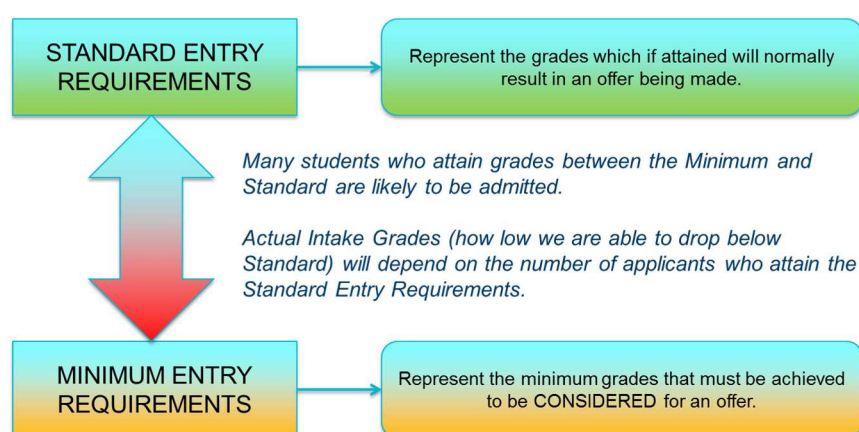 STANDARD ENTRY
REQUIREMENTS
Represent the grades which if attained will normally
result in an offer being made.
Many students who attain grades between the Minimum and
Standard are likely to be admitted.
Actual Intake Grades (how low we are able to drop below
Standard) will depend on the number of applicants who attain the
Standard Entry Requirements.
MINIMUM ENTRY
REQUIREMENTS
Represent the minimum grades that must be achieved
to be CONSIDERED for an offer.